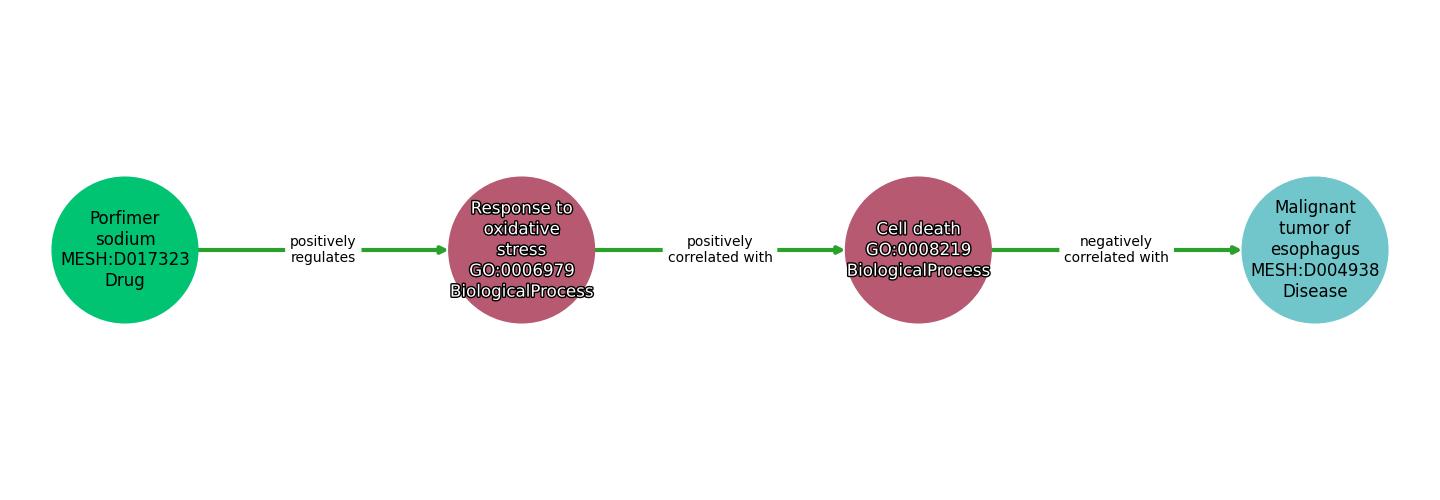 Porfimer
sodium
MESH:D017323
Drug
positively
regulates
Response to
oxidative
stress
GO:0006979
BiologicalProcess
positively
correlated with
Cell death
GO:0008219
BiologicalProcess
negatively
correlated with
Malignant
tumor of
esophagus
MESH:D004938
Disease